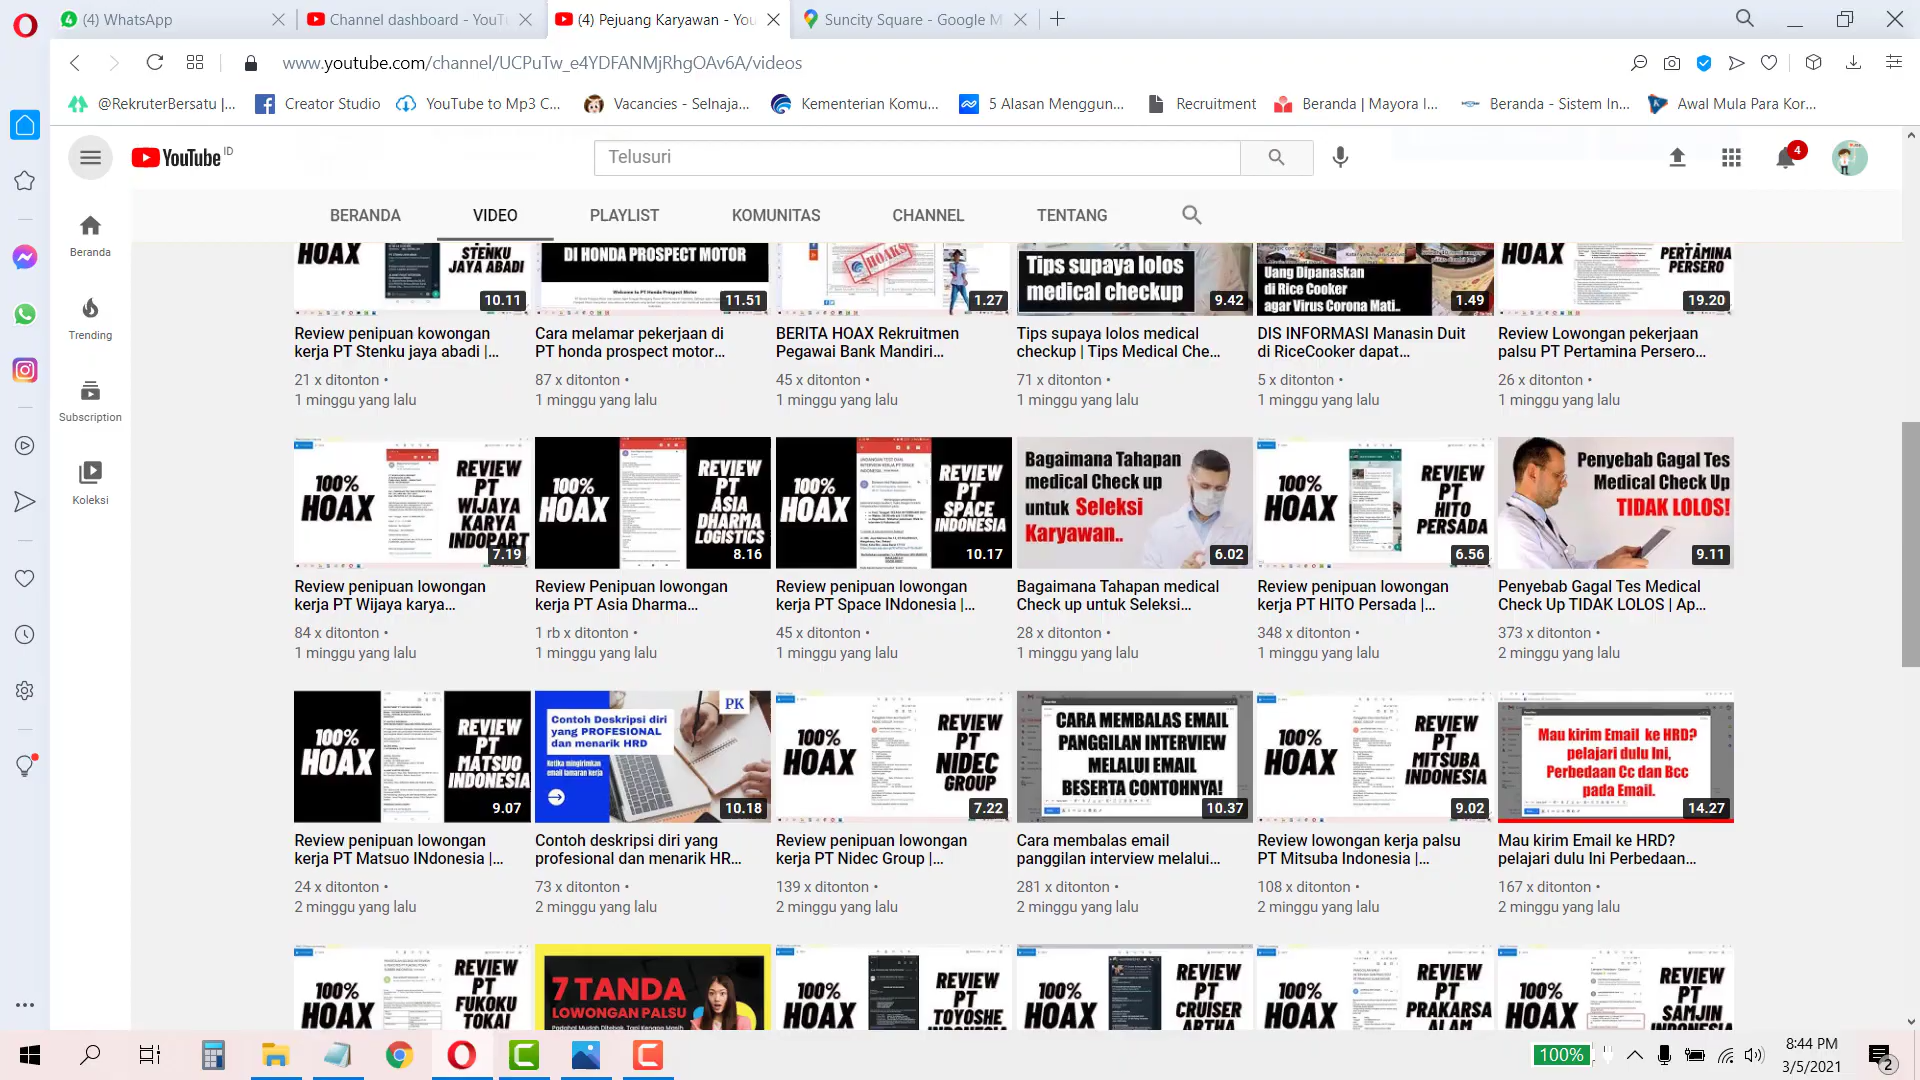 (4) WhatsApp
Channel dashboard - YouTu
(4) Pejuang Karyawan - You
Suncity Square - Google M
www.youtube.com/channel/UCPuTw_e4YDFANMjRhgOAv6A/videos
@RekruterBersatu |...
Creator Studio
YouTube to Mp3 C...
Vacancies - Selnaja...
Kementerian Komu...
5 Alasan Menggun...
Recruitment
Beranda | Mayora I...
Beranda - Sistem In...
Awal Mula Para Kor...
YouTube ID
Telusuri
4
BERANDA
VIDEO
PLAYLIST
KOMUNITAS
CHANNEL
TENTANG
Beranda
Trending
Subscription
Koleksi
HOAX
STENKU
JAYA ABADI
10.11
DI HONDA PROSPECT MOTOR
Welcome to PT Honda Prospect Motor
11.51
HOAKS
1.27
Tips supaya lolos
medical checkup
9.42
Uang Dipanaskan
di Rice Cooker
agar Virus Corona Mati..
1.49
HOAX
PERTAMINA
PERSERO
19.20
Review penipuan kowongan
kerja PT Stenku jaya abadi |...
21 x ditonton •
1 minggu yang lalu
Cara melamar pekerjaan di
PT honda prospect motor...
87 x ditonton •
1 minggu yang lalu
BERITA HOAX Rekruitmen
Pegawai Bank Mandiri...
45 x ditonton •
1 minggu yang lalu
Tips supaya lolos medical
checkup | Tips Medical Che...
71 x ditonton •
1 minggu yang lalu
DIS INFORMASI Manasin Duit
di RiceCooker dapat...
5 x ditonton •
1 minggu yang lalu
Review Lowongan pekerjaan
palsu PT Pertamina Persero...
26 x ditonton •
1 minggu yang lalu
100%
HOAX
REVIEW
PT
WIJAYA
KARYA
INDOPART
7.19
100%
HOAX
REVIEW
PT
ASIA
DHARMA
LOGISTICS
8.16
100%
HOAX
REVIEW
PT
SPACE
INDONESIA
10.17
Bagaimana Tahapan
medical Check up
untuk Seleksi
Karyawan..
6.02
100%
HOAX
REVIEW
PT
HITO
PERSADA
6.56
Penyebab Gagal Tes
Medical Check Up
TIDAK LOLOS!
9.11
Review penipuan lowongan
kerja PT Wijaya karya...
84 x ditonton •
1 minggu yang lalu
Review Penipuan lowongan
kerja PT Asia Dharma...
1 rb x ditonton •
1 minggu yang lalu
Review penipuan lowongan
kerja PT Space INdonesia |...
45 x ditonton •
1 minggu yang lalu
Bagaimana Tahapan medical
Check up untuk Seleksi...
28 x ditonton •
1 minggu yang lalu
Review penipuan lowongan
kerja PT HITO Persada |...
348 x ditonton •
1 minggu yang lalu
Penyebab Gagal Tes Medical
Check Up TIDAK LOLOS | Ap...
373 x ditonton •
2 minggu yang lalu
100%
HOAX
REVIEW
PT
MATSUO
INDONESIA
9.07
PK
Contoh Deskripsi diri
yang PROFESIONAL
dan menarik HRD
Ketika mengirimkan
email lamaran kerja
10.18
100%
HOAX
REVIEW
PT
NIDEC
GROUP
7.22
CARA MEMBALAS EMAIL
PANGGILAN INTERVIEW
MELALUI EMAIL
BESERTA CONTOHNYA!
10.37
100%
HOAX
REVIEW
PT
MITSUBA
INDONESIA
9.02
Mau kirim Email ke HRD?
pelajari dulu Ini,
Perbedaan Cc dan Bcc
pada Email.
14.27
Review penipuan lowongan
kerja PT Matsuo INdonesia |...
24 x ditonton •
2 minggu yang lalu
Contoh deskripsi diri yang
profesional dan menarik HR...
73 x ditonton •
2 minggu yang lalu
Review penipuan lowongan
kerja PT Nidec Group |...
139 x ditonton •
2 minggu yang lalu
Cara membalas email
panggilan interview melalui...
281 x ditonton •
2 minggu yang lalu
Review lowongan kerja palsu
PT Mitsuba Indonesia |...
108 x ditonton •
2 minggu yang lalu
Mau kirim Email ke HRD?
pelajari dulu Ini Perbedaan...
167 x ditonton •
2 minggu yang lalu
100%
HOAX
REVIEW
PT
FUKOKU
TOKAI
7 TANDA
LOWONGAN PALSU
Padahal Mudah Ditebak, Tapi Kenapa Masih
100%
HOAX
REVIEW
PT
TOYOSHE
INDONESIA
100%
HOAX
REVIEW
PT
CRUISER
ARTHA
100%
HOAX
REVIEW
PT
PRAKARSA
ALAM
100%
HOAX
REVIEW
PT
SAMJIN
INDONESIA
100%
8:44 PM
3/5/2021
2